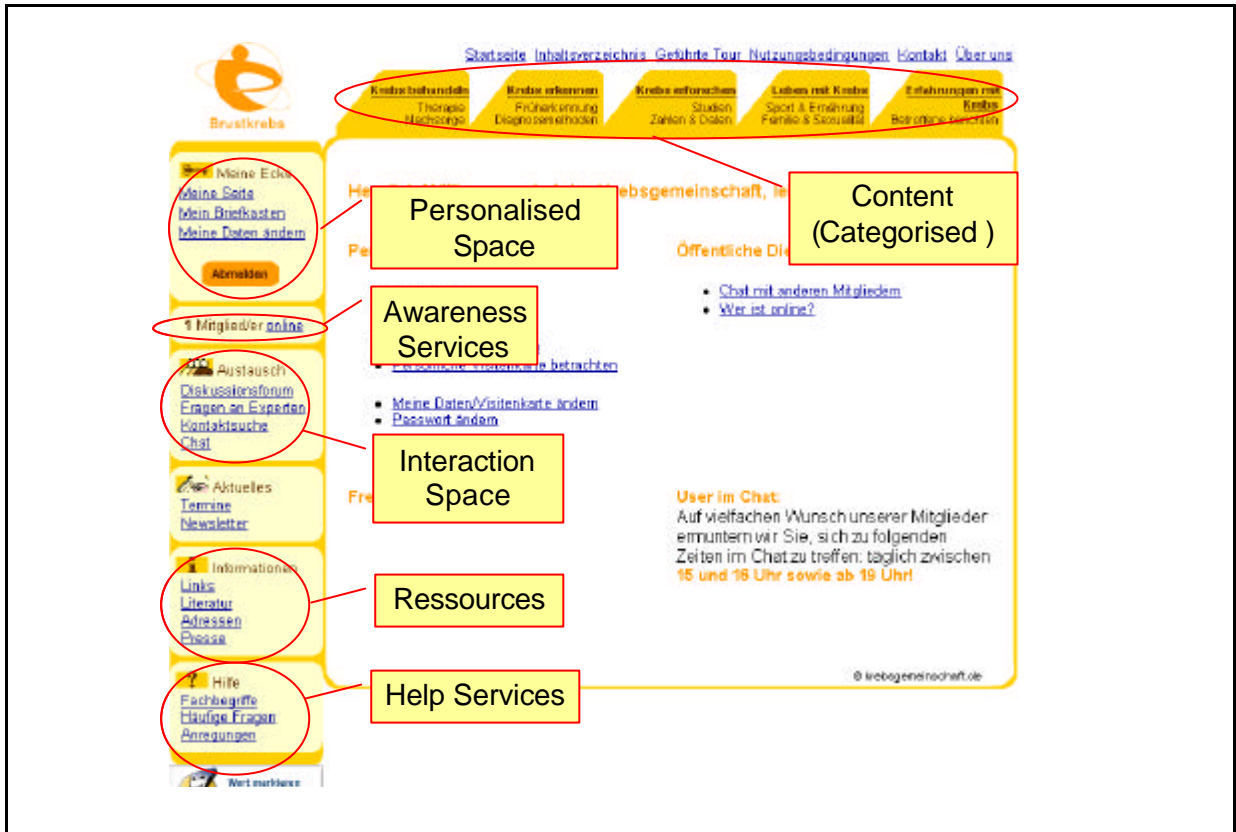 Startseite Inhaltsverzeichnis Geführte Tour Nutzungsbedingungen Kontakt Über uns
Brustkrebs
Krebs behandeln
Therapie
Nachsorge
Krebs erkennen
Früherkennung
Diagnosemethoden
Krebs erforschen
Studien
Zahlen & Daten
Leben mit Krebs
Sport & Ernährung
Familie & Sexualität
Erfahrungen mit
Krebs
Betroffene berichten
Meine Ecke
Meine Seite
Mein Briefkasten
Meine Daten ändern
Abmelden
1 Mitglied/er online
Austausch
Diskussionsforum
Fragen an Experten
Kontaktsuche
Chat
Aktuelles
Termine
Newsletter
Informationen
Links
Literatur
Adressen
Presse
Hilfe
Fachbegriffe
Häufige Fragen
Anregungen
Personalised
Space
Content
(Categorised )
Awareness
Services
Interaction
Space
Ressources
Help Services
Öffentliche
Chat mit anderen Mitgliedern
Wer ist online?
betrachten
Meine Daten/Visitenkarte ändern
Passwort ändern
User im Chat:
Auf vielfachen Wunsch unserer Mitglieder
ermuntern wir Sie, sich zu folgenden
Zeiten im Chat zu treffen: täglich zwischen
15 und 16 Uhr sowie ab 19 Uhr!
© krebsgemeinschaft.de